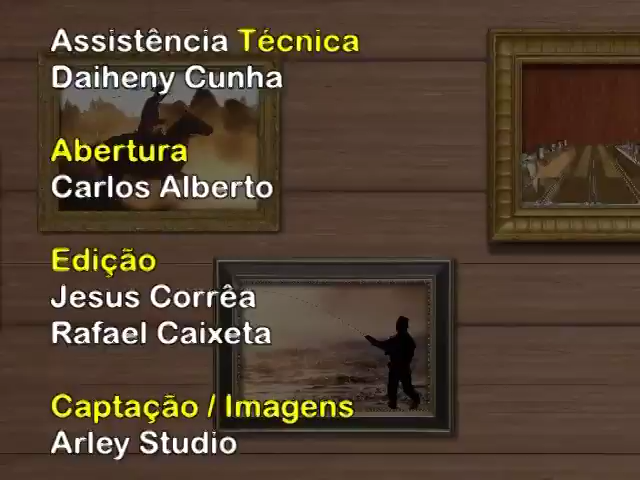 Assistência Técnica
Daiheny Cunha
Abertura
Carlos Alberto
Edição
Jesus Corrêa
Rafael Caixeta
Captação / Imagens
Arley Studio